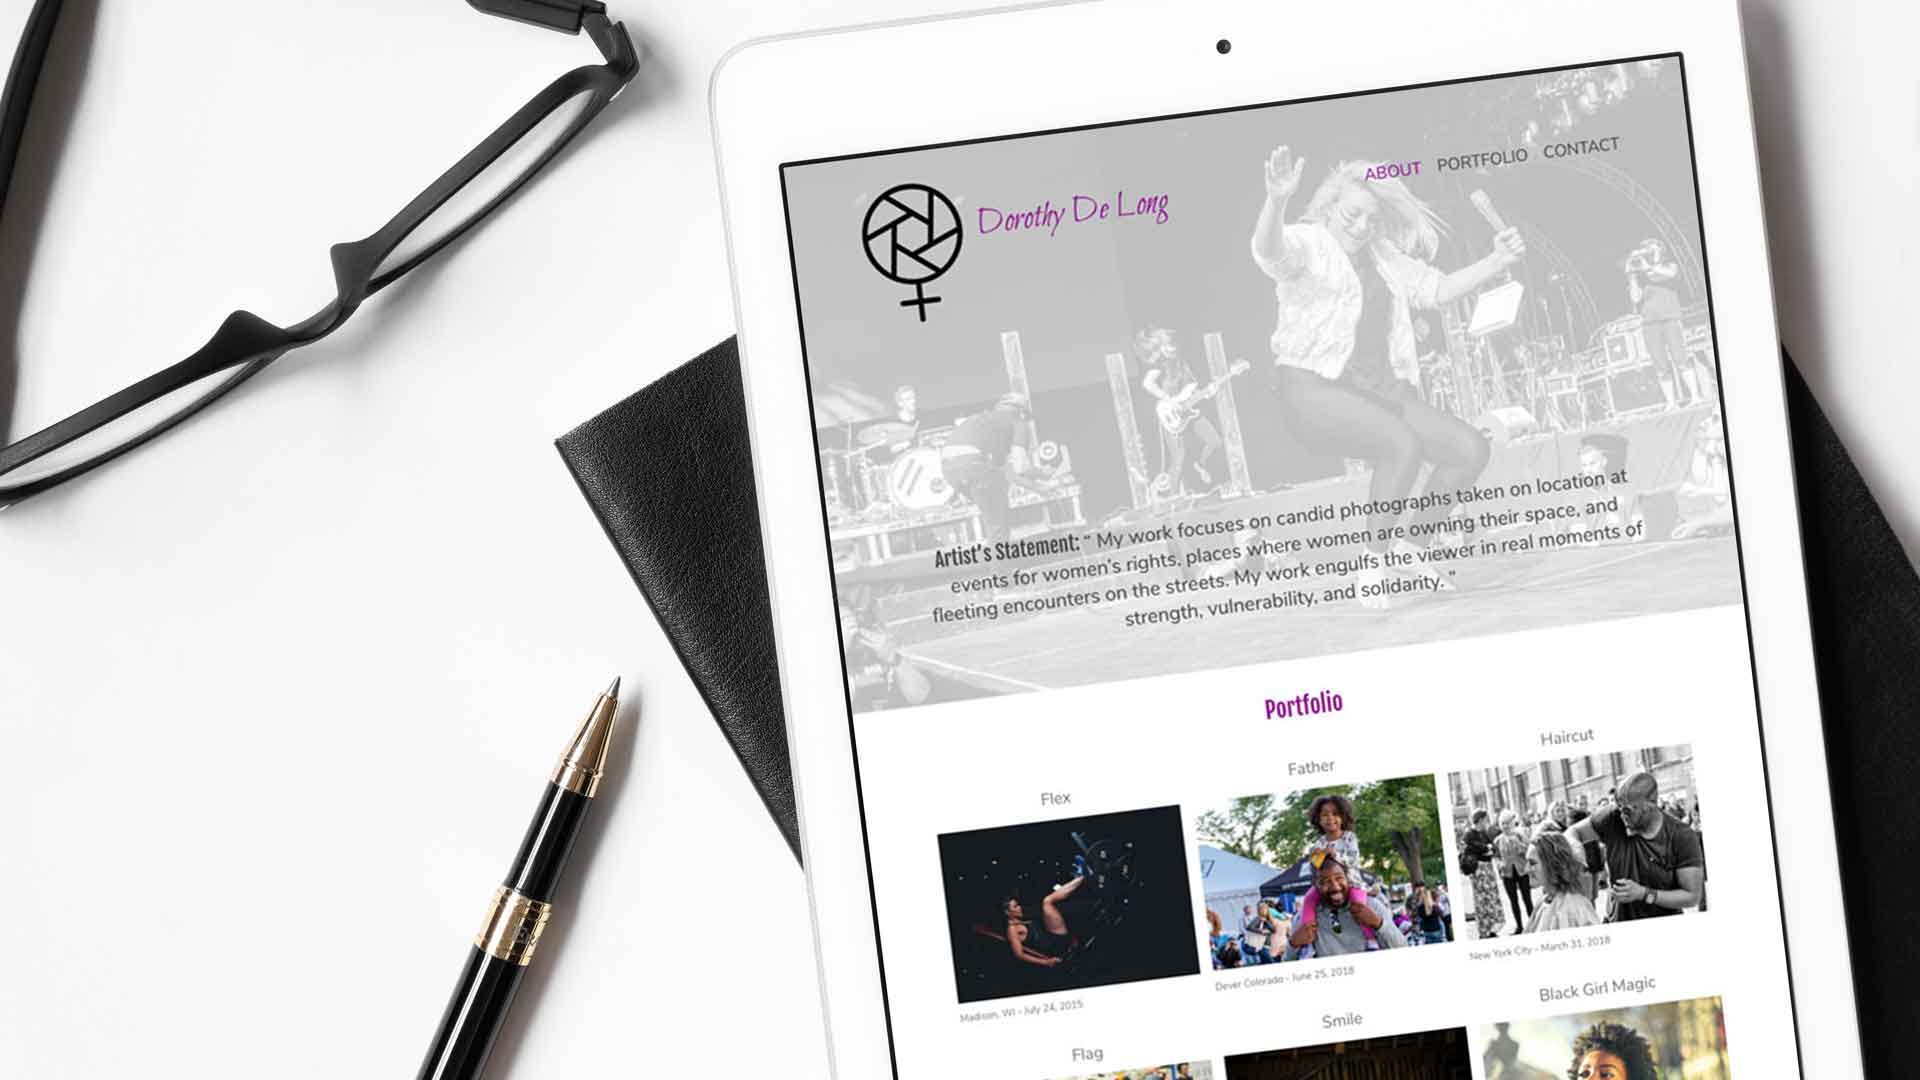 Dorothy De Long
ABOUT PORTFOLIO CONTACT
Artist's Statement: " My work focuses on candid photographs taken on location at
events for women's rights, places where women are owning their space, and
fleeting encounters on the streets. My work engulfs the viewer in real moments of
strength, vulnerability, and solidarity. "
Portfolio
Flex
Father
Haircut
Madison, WI - July 24, 2015
Dever Colorado - June 25, 2018
New York City - March 31, 2018
Flag
Smile
Black Girl Magic